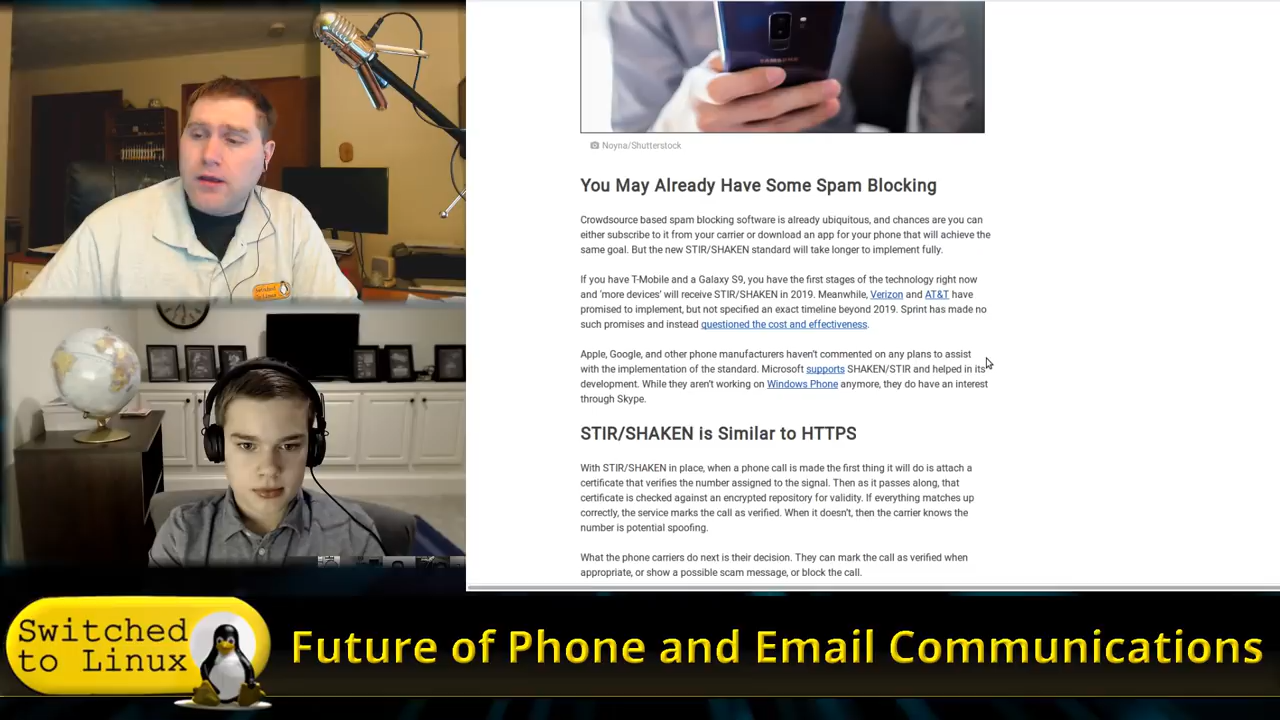 SAMSUNG
Noyna/Shutterstock
You May Already Have Some Spam Blocking
Crowdsource based spam blocking software is already ubiquitous, and chances are you can
either subscribe to it from your carrier or download an app for your phone that will achieve the
same goal. But the new STIR/SHAKEN standard will take longer to implement fully.
If you have T-Mobile and a Galaxy S9, you have the first stages of the technology right now
and 'more devices' will receive STIR/SHAKEN in 2019. Meanwhile, Verizon and AT&T have
promised to implement, but not specified an exact timeline beyond 2019. Sprint has made no
such promises and instead questioned the cost and effectiveness.
Apple, Google, and other phone manufacturers haven't commented on any plans to assist
with the implementation of the standard. Microsoft supports SHAKEN/STIR and helped in its
development. While they aren't working on Windows Phone anymore, they do have an interest
through Skype.
STIR/SHAKEN is Similar to HTTPS
With STIR/SHAKEN in place, when a phone call is made the first thing it will do is attach a
certificate that verifies the number assigned to the signal. Then as it passes along, that
certificate is checked against an encrypted repository for validity. If everything matches up
correctly, the service marks the call as verified. When it doesn't, then the carrier knows the
number is potential spoofing.
What the phone carriers do next is their decision. They can mark the call as verified when
appropriate, or show a possible scam message, or block the call.
Switched
to Linux
Future of Phone and Email Communications